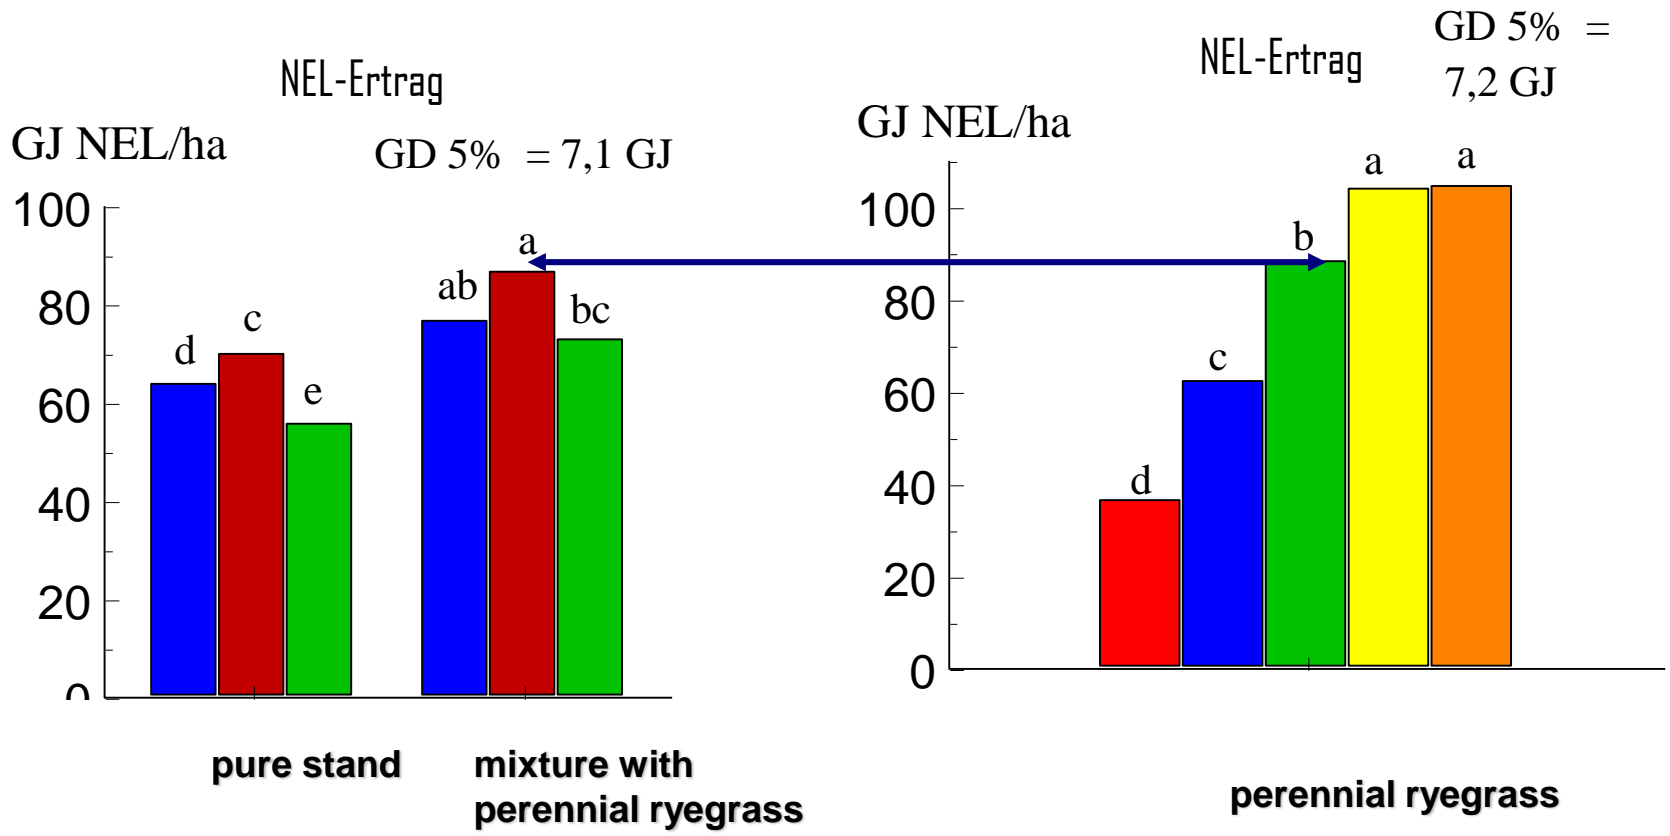 NEL-Ertrag
GJ NEL/ha
GD 5% = 7,1 GJ
100
80
60
40
20
0
d
c
e
ab
a
bc
pure stand
mixture with
perennial ryegrass
NEL-Ertrag
GD 5% =
7,2 GJ
GJ NEL/ha
100
80
60
40
20
0
d
c
b
a
a
perennial ryegrass